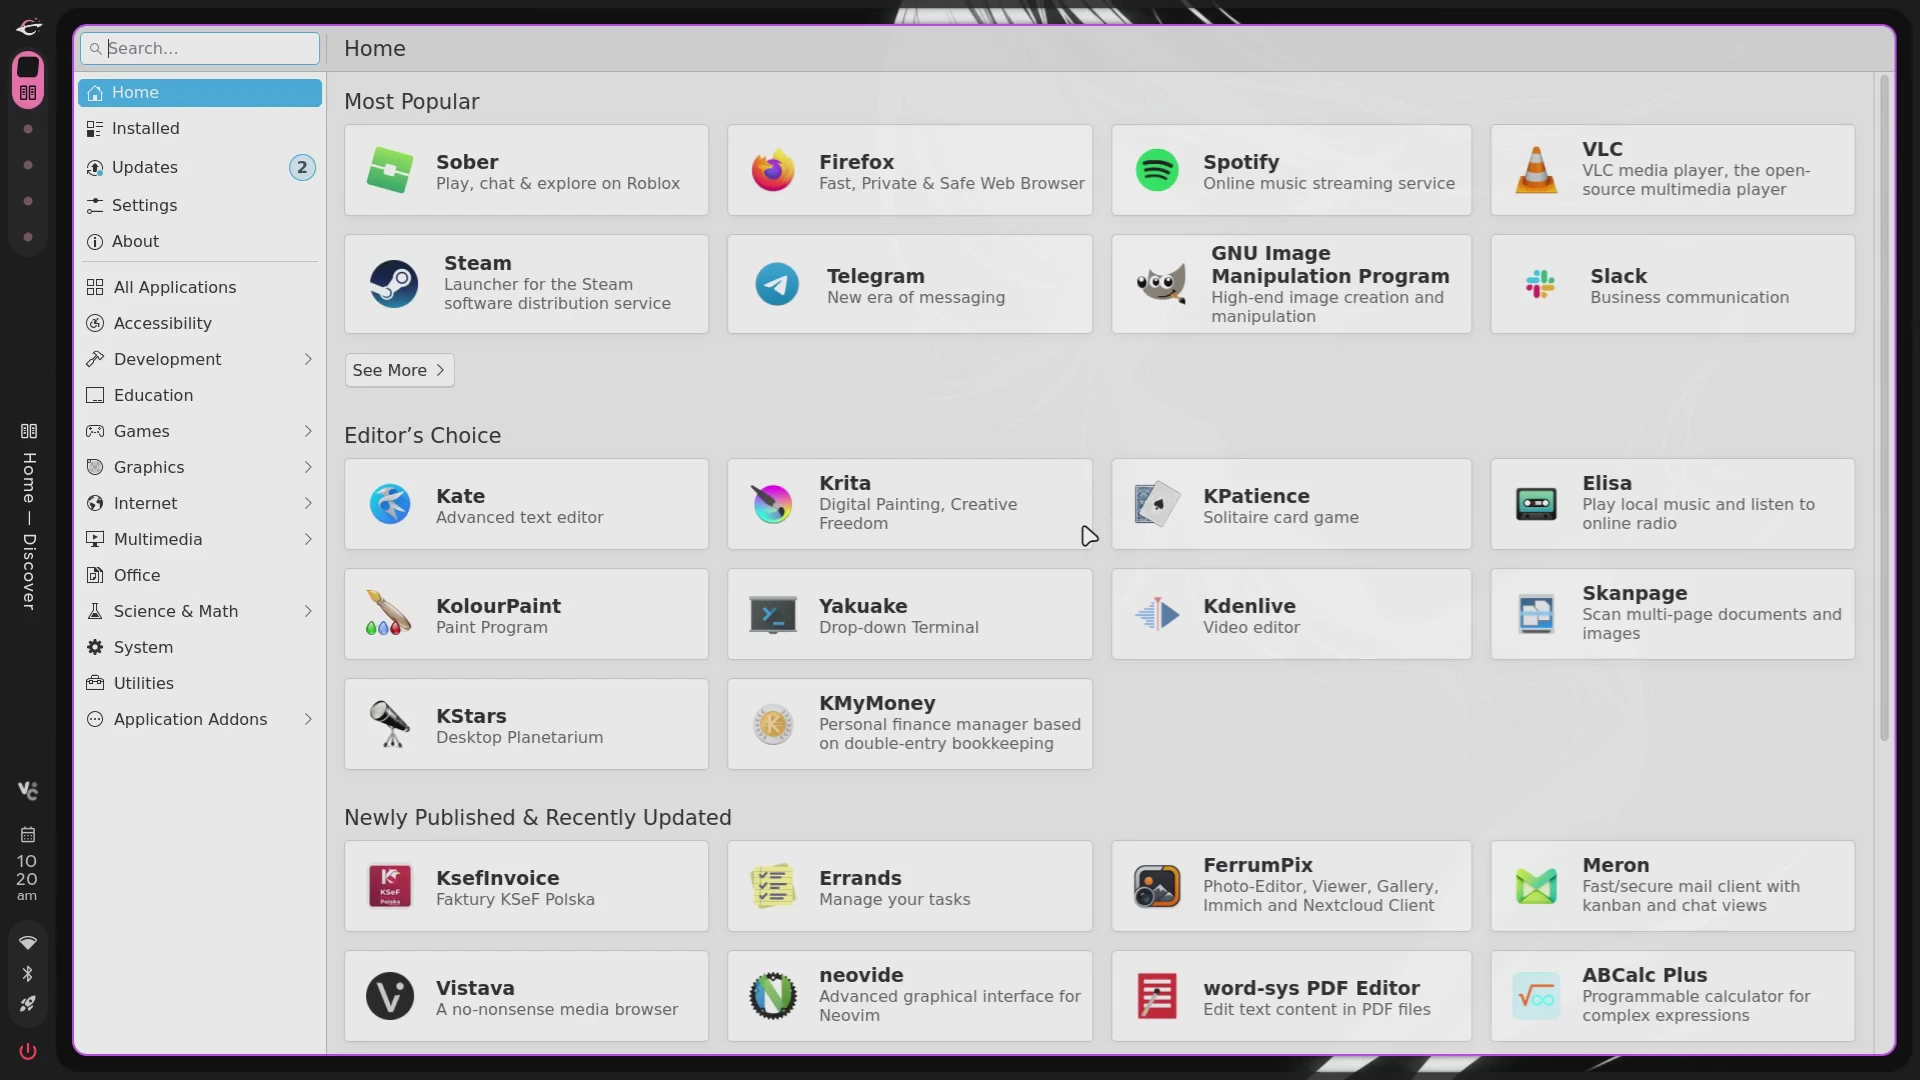 Search...
Home
Home
Installed
Updates
2
Settings
About
All Applications
Accessibility
Development
Education
Games
Graphics
Internet
Multimedia
Office
Science & Math
System
Utilities
Application Addons
Home — Discover
10
20
am
Most Popular
Sober
Play, chat & explore on Roblox
Firefox
Fast, Private & Safe Web Browser
Spotify
Online music streaming service
VLC
VLC media player, the open-
source multimedia player
Steam
Launcher for the Steam
software distribution service
Telegram
New era of messaging
GNU Image
Manipulation Program
High-end image creation and
manipulation
Slack
Business communication
See More
Editor’s Choice
Kate
Advanced text editor
Krita
Digital Painting, Creative
Freedom
KPatience
Solitaire card game
Elisa
Play local music and listen to
online radio
KolourPaint
Paint Program
Yakuake
Drop-down Terminal
Kdenlive
Video editor
Skanpage
Scan multi-page documents and
images
KStars
Desktop Planetarium
KMyMoney
Personal finance manager based
on double-entry bookkeeping
Newly Published & Recently Updated
KSeF
Polska
KsefInvoice
Faktury KSeF Polska
Errands
Manage your tasks
FerrumPix
Photo-Editor, Viewer, Gallery,
Immich and Nextcloud Client
Meron
Fast/secure mail client with
kanban and chat views
Vistava
A no-nonsense media browser
neovide
Advanced graphical interface for
Neovim
word-sys PDF Editor
Edit text content in PDF files
ABCalc Plus
Programmable calculator for
complex expressions